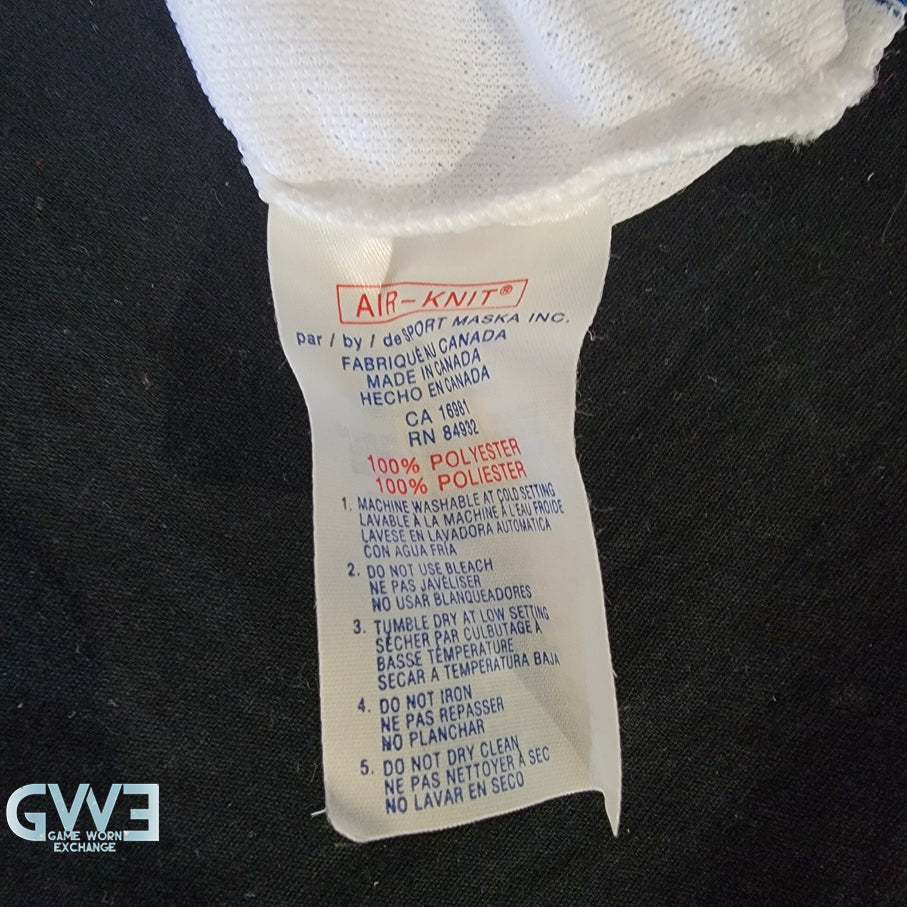 AIR-KNIT®
par / by / de SPORT MASKA INC.
FABRIQUÉ AU CANADA
MADE IN CANADA
HECHO EN CANADA
CA 16981
RN 84932
100% POLYESTER
100% POLIESTER
1. MACHINE WASHABLE AT COLD SETTING
LAVABLE À LA MACHINE À L'EAU FROIDE
LAVESE EN LAVADORA AUTOMATICA
CON AGUA FRÍA
2. DO NOT USE BLEACH
NE PAS JAVELISER
NO USAR BLANQUEADORES
3. TUMBLE DRY AT LOW SETTING
SÉCHER PAR CULBUTAGE À
BASSE TEMPÉRATURE
SECAR A TEMPERATURA BAJA
4. DO NOT IRON
NE PAS REPASSER
NO PLANCHAR
5. DO NOT DRY CLEAN
NE PAS NETTOYER À SEC
NO LAVAR EN SECO
GWE
GAME WORN
EXCHANGE